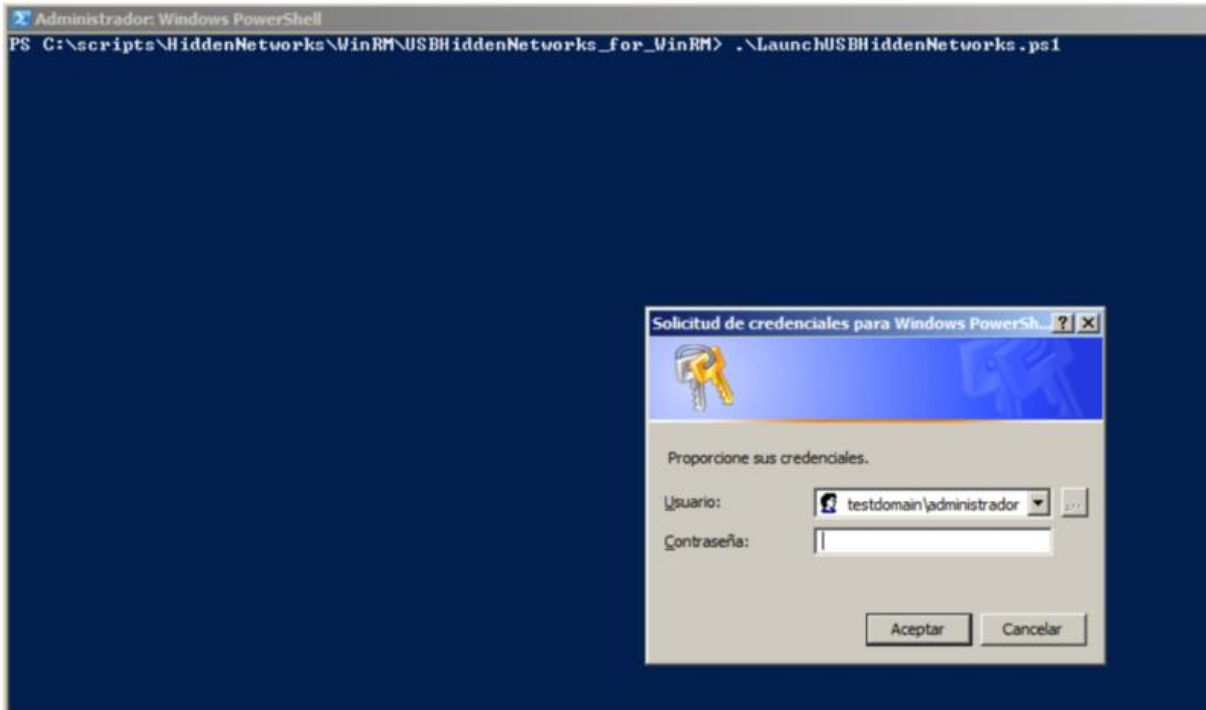 Administrador: Windows PowerShell
PS C:\scripts\HiddenNetworks\WinRM\USBHiddenNetworks_for_WinRM> .\LaunchUSBHiddenNetworks.ps1
Solicitud de credenciales para Windows PowerSh...
Proporcione sus credenciales.
Usuario: testdomain\administrador
Contraseña:
Aceptar Cancelar